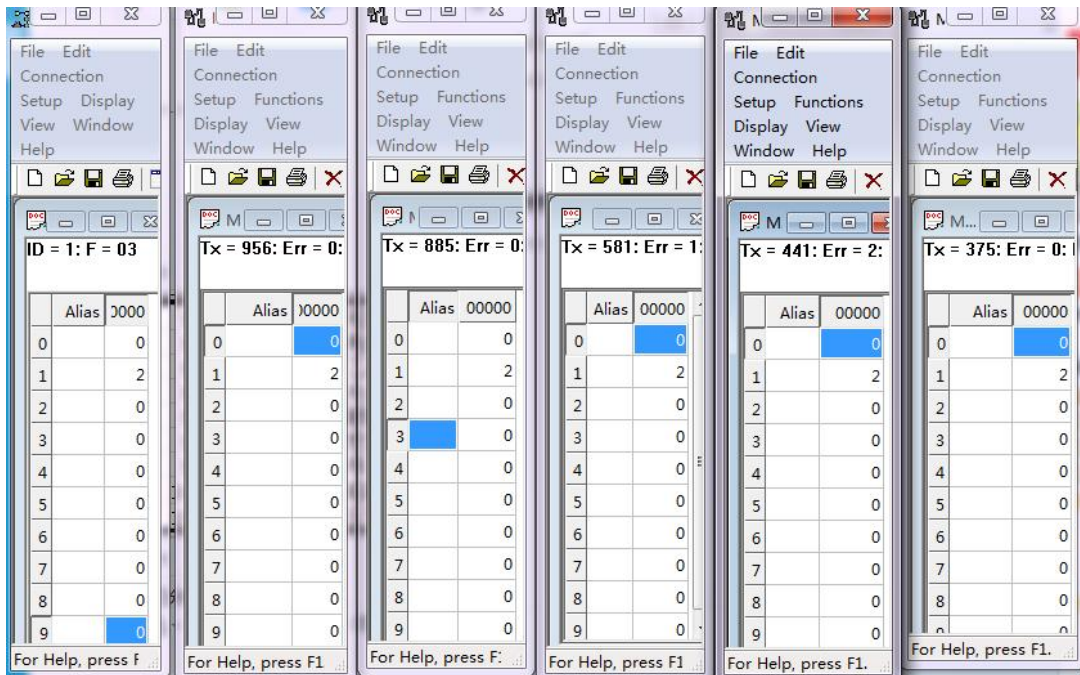 File Edit
Connection
Setup Display
View Window
Help
ID = 1: F = 03
Alias 0000
0 0
1 2
2 0
3 0
4 0
5 0
6 0
7 0
8 0
9 0
For Help, press F
File Edit
Connection
Setup Functions
Display View
Window Help
M
Tx = 956: Err = 0:
Alias 00000
0 0
1 2
2 0
3 0
4 0
5 0
6 0
7 0
8 0
9 0
For Help, press F1
File Edit
Connection
Setup Functions
Display View
Window Help
Tx = 885: Err = 0:
Alias 00000
0 0
1 2
2 0
3 0
4 0
5 0
6 0
7 0
8 0
9 0
For Help, press F
File Edit
Connection
Setup Functions
Display View
Window Help
Tx = 581: Err = 1:
Alias 00000
0 0
1 2
2 0
3 0
4 0
5 0
6 0
7 0
8 0
9 0
For Help, press F1
File Edit
Connection
Setup Functions
Display View
Window Help
M
Tx = 441: Err = 2:
Alias 00000
0 0
1 2
2 0
3 0
4 0
5 0
6 0
7 0
8 0
9 0
For Help, press F1.
File Edit
Connection
Setup Functions
Display View
Window Help
M...
Tx = 375: Err = 0:
Alias 00000
0 0
1 2
2 0
3 0
4 0
5 0
6 0
7 0
8 0
For Help, press F1.